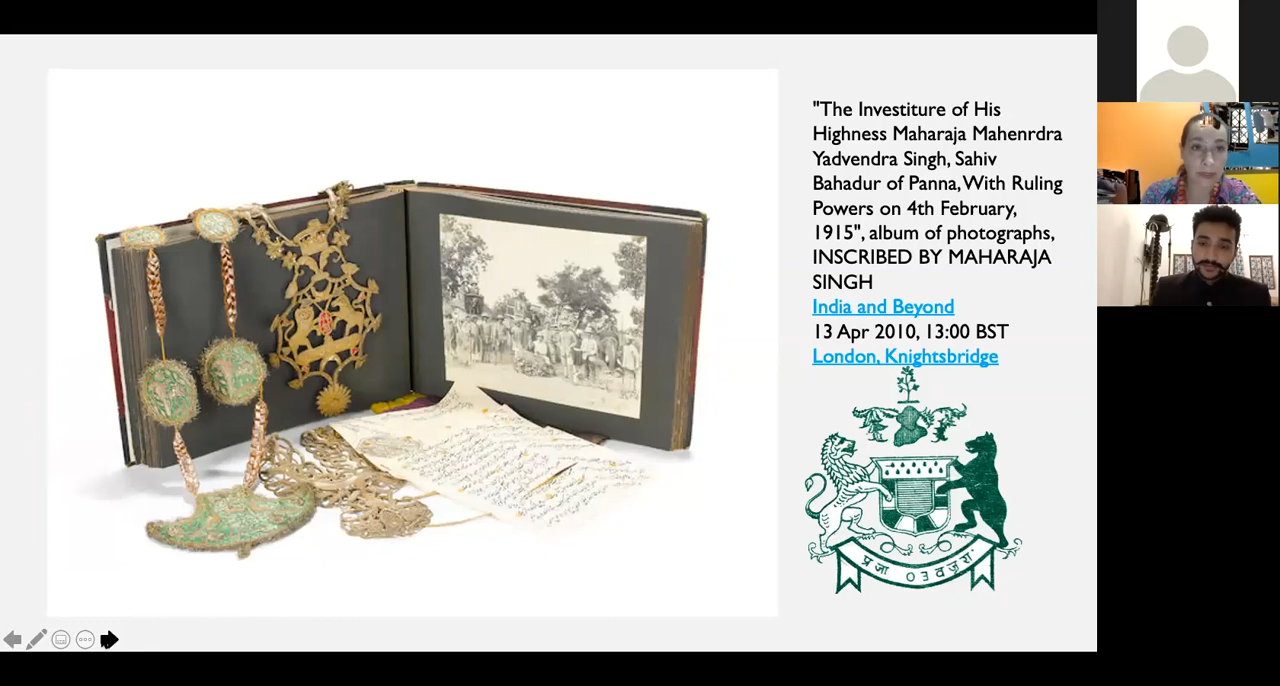 "The Investiture of His
Highness Maharaja Mahenrdra
Yadvendra Singh, Sahiv
Bahadur of Panna, With Ruling
Powers on 4th February,
1915", album of photographs,
INSCRIBED BY MAHARAJA
SINGH
India and Beyond
13 Apr 2010, 13:00 BST
London, Knightsbridge
प्रजा